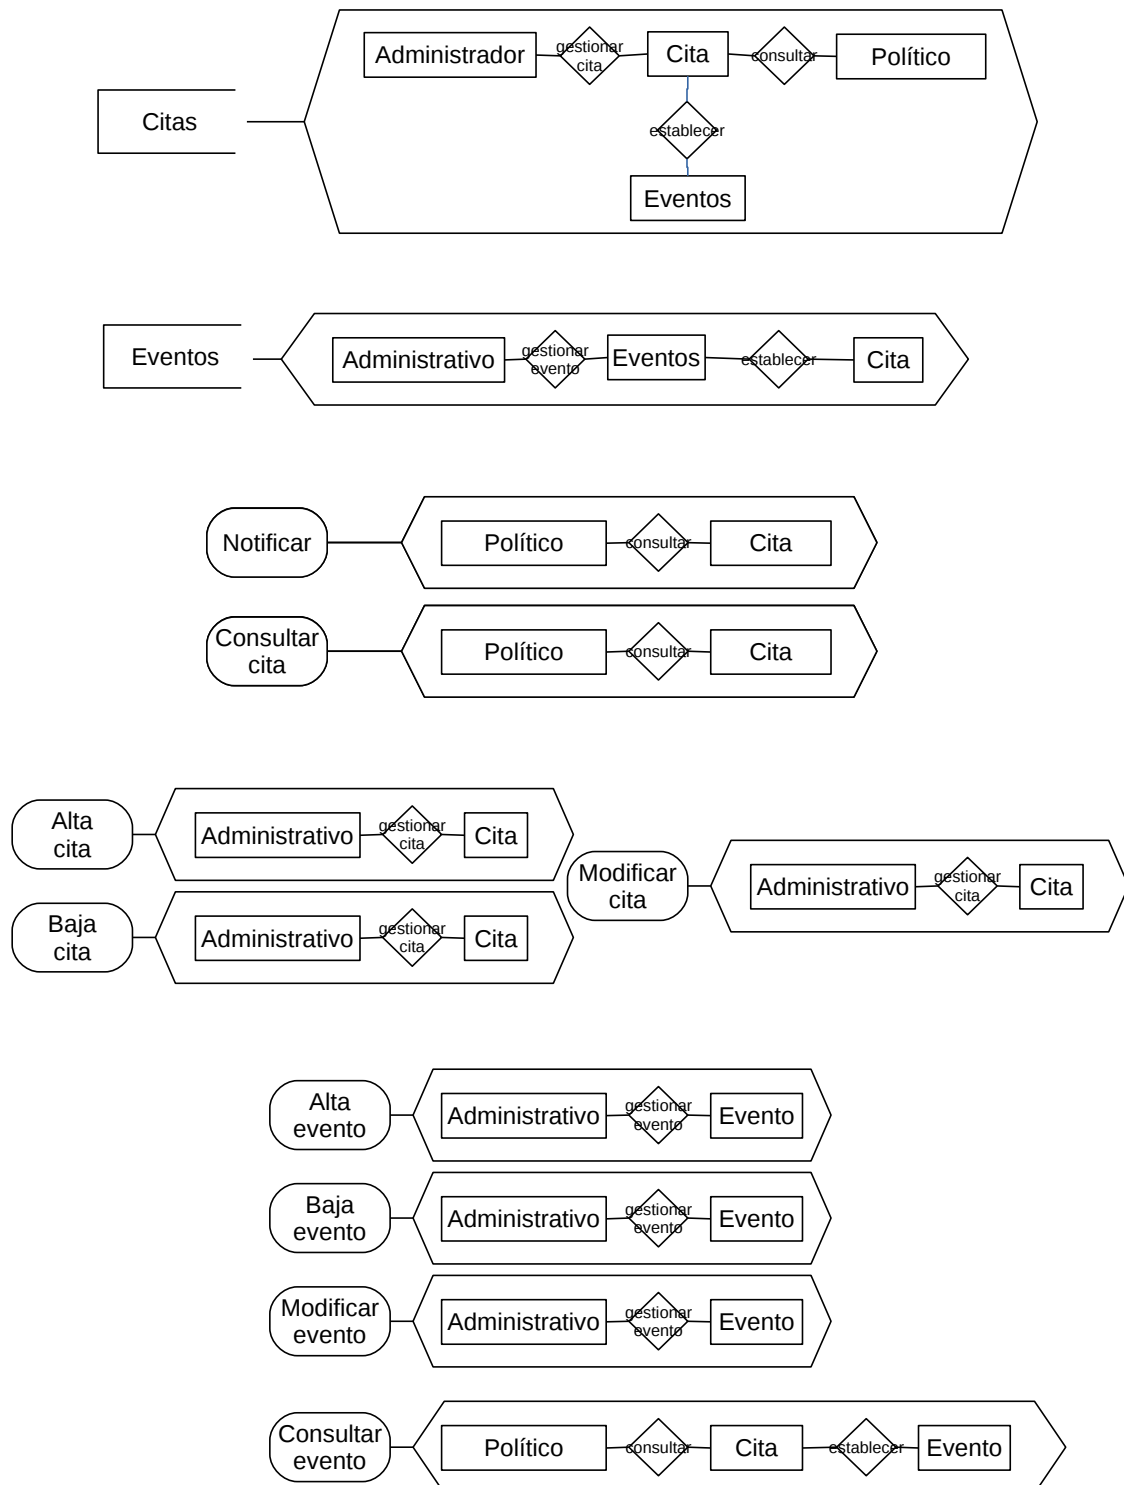 Citas
Administrador
gestionar
cita
Cita
consultar
Político
establecer
Eventos
Eventos
Administrativo
gestionar
evento
Eventos
establecer
Cita
Notificar
Político
consultar
Cita
Consultar
cita
Político
consultar
Cita
Alta
cita
Administrativo
gestionar
cita
Cita
Modificar
cita
Administrativo
gestionar
cita
Cita
Baja
cita
Administrativo
gestionar
cita
Cita
Alta
evento
Administrativo
gestionar
evento
Evento
Baja
evento
Administrativo
gestionar
evento
Evento
Modificar
evento
Administrativo
gestionar
evento
Evento
Consultar
evento
Político
consultar
Cita
establecer
Evento